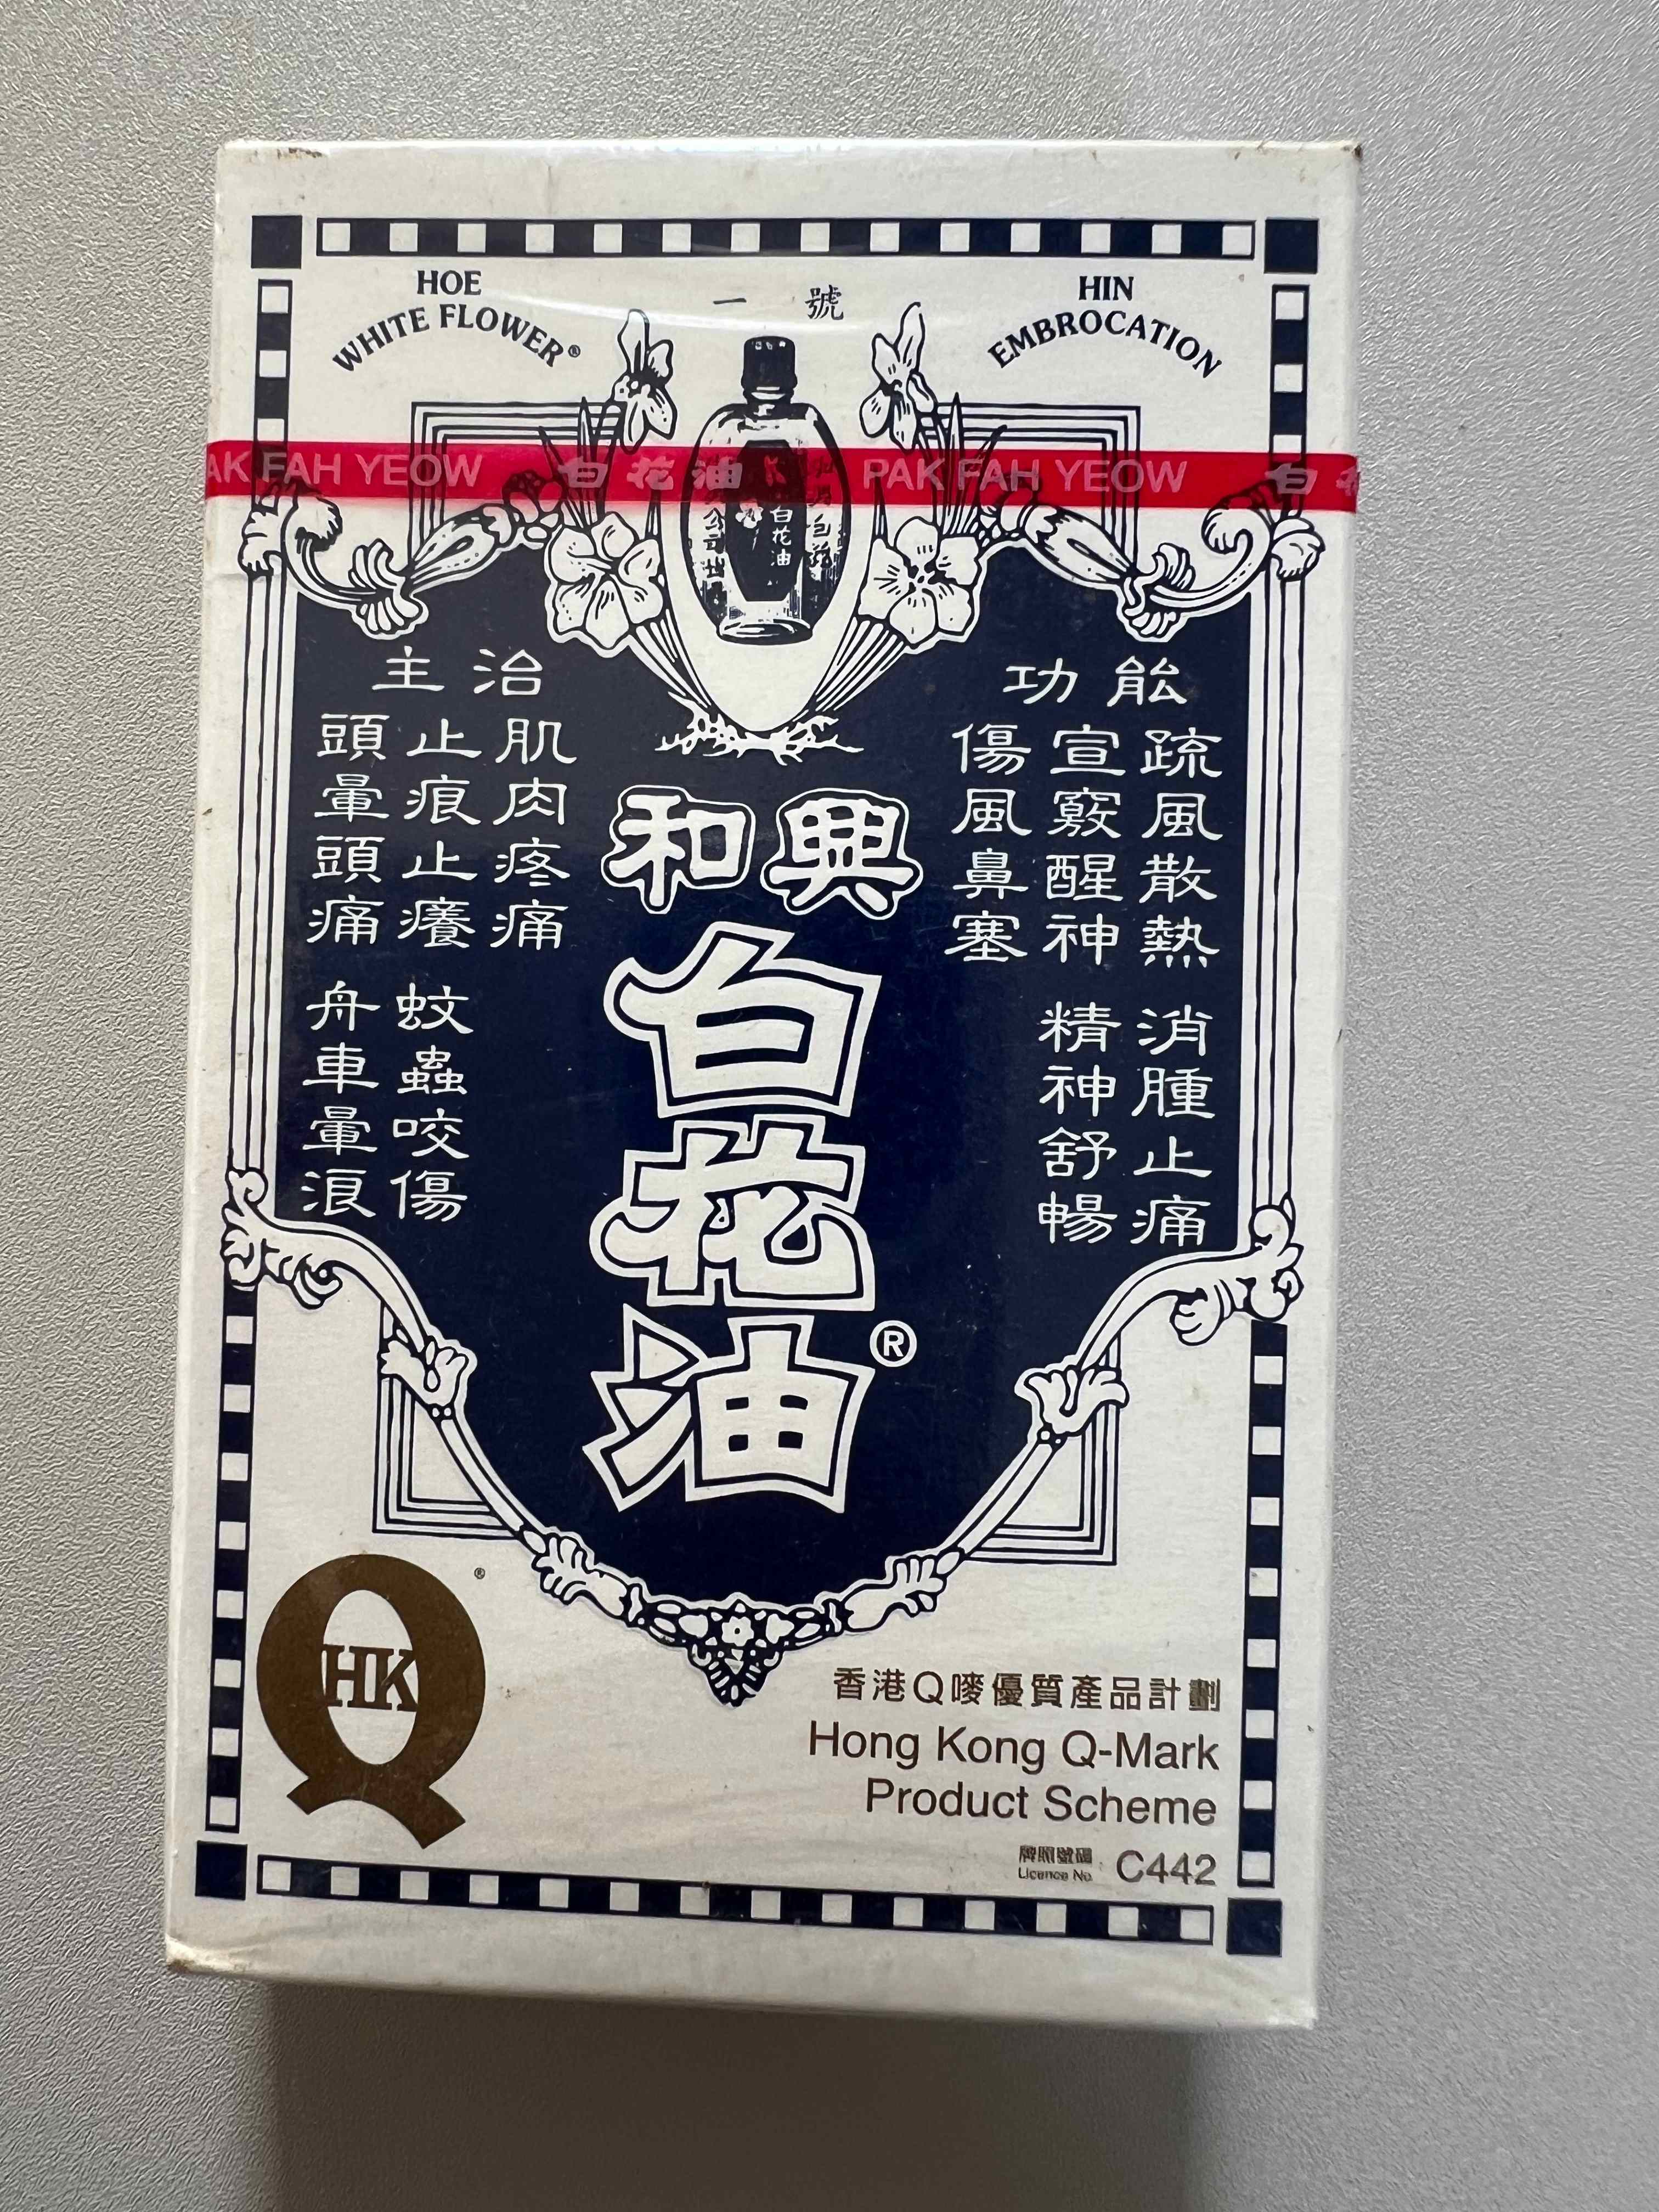 HOE
WHITE FLOWER®
一 號
HIN
EMBROCATION
PAK FAH YEOW 白花油 PAK FAH YEOW 白花
白花油
功能
疏風散熱 消腫止痛
宣竅醒神 精神舒暢
傷風鼻塞
和興
白花油®
主治
肌肉疼痛
止痕止癢 蚊蟲咬傷
頭暈頭痛 舟車暈浪
HK
®
香港Q嘜優質產品計劃
Hong Kong Q-Mark
Product Scheme
牌照號碼
Licence No. C442